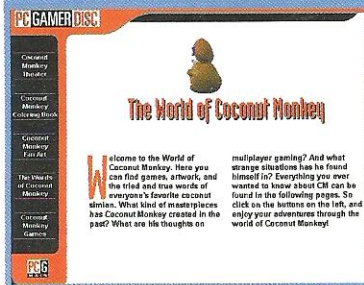 PC GAMER DISC
Coconut
Monkey
Theater
Coconut
Monkey
Coloring Book
Coconut
Monkey
Fan Art
The Words
of Coconut
Monkey
Coconut
Monkey
Games
PCG
The World of Coconut Monkey
Welcome to the World of
Coconut Monkey. Here you
can find games, artwork, and
the tried and true words of
everyone's favorite coconut
simian. What kind of masterpieces
has Coconut Monkey created in the
past? What are his thoughts on
muliplayer gaming? And what
strange situations has he found
himself in? Everything you ever
wanted to know about CM can be
found in the following pages. So
click on the buttons on the left, and
enjoy your adventures through the
world of Coconut Monkey!